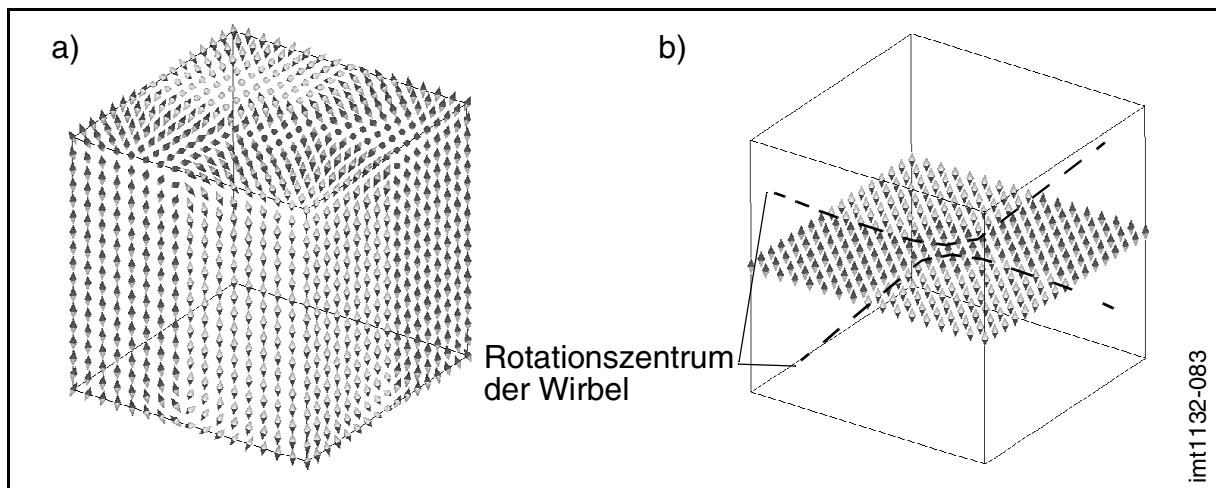 a)
b)
Rotationszentrum
der Wirbel
imt1132-083